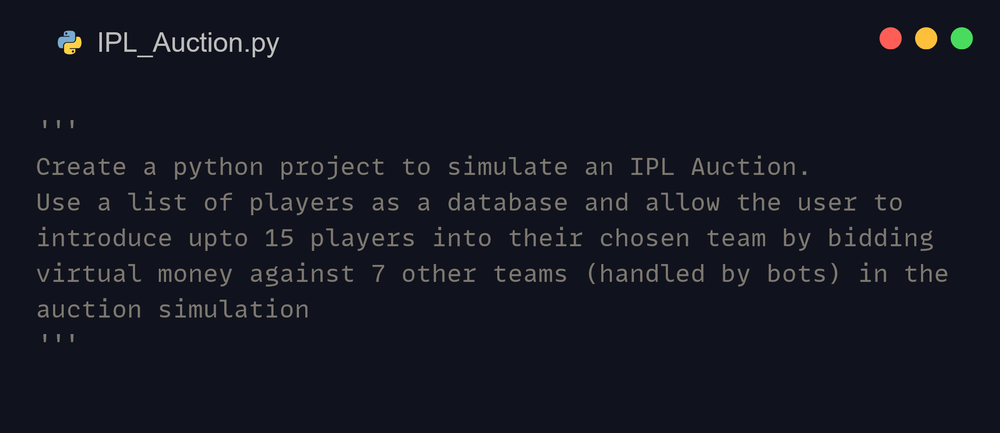 IPL_Auction.py
'''
Create a python project to simulate an IPL Auction.
Use a list of players as a database and allow the user to
introduce upto 15 players into their chosen team by bidding
virtual money against 7 other teams (handled by bots) in the
auction simulation
'''